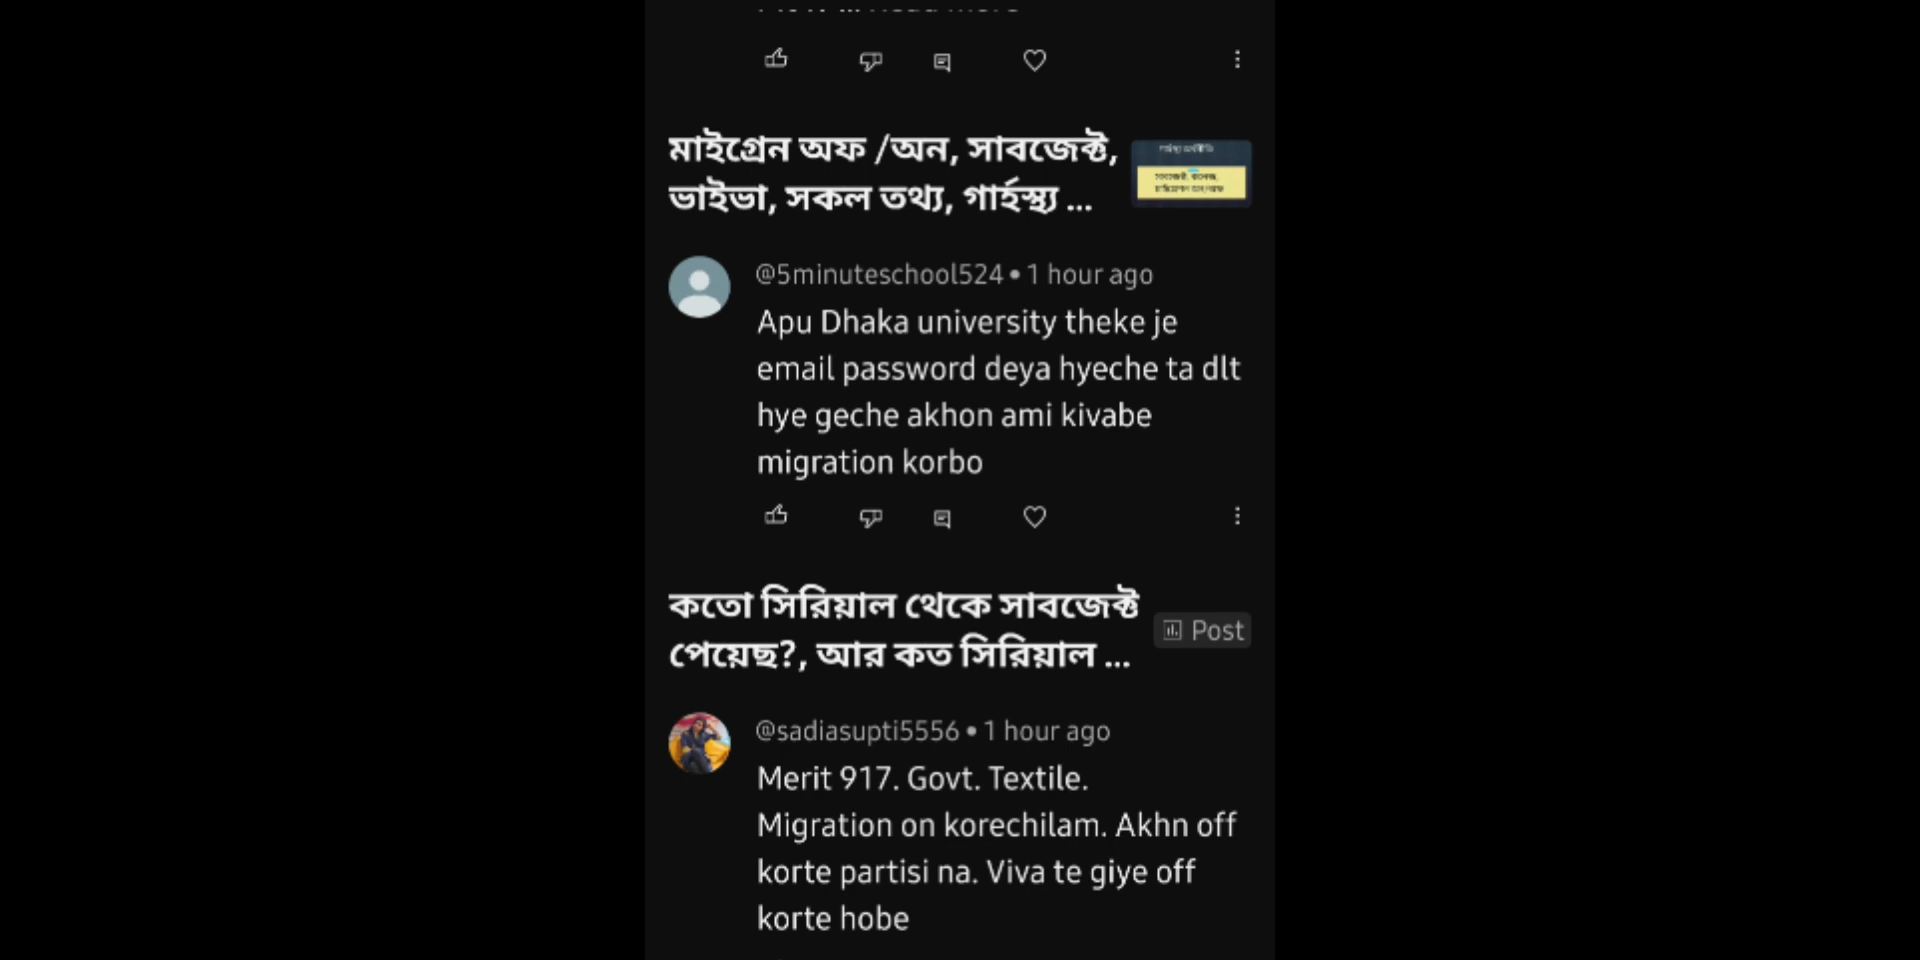 মাইগ্রেন অফ /অন, সাবজেক্ট,
ভাইভা, সকল তথ্য, গার্হস্থ্য ...
@5minuteschool524 • 1 hour ago
Apu Dhaka university theke je
email password deya hyeche ta dlt
hye geche akhon ami kivabe
migration korbo
কতো সিরিয়াল থেকে সাবজেক্ট
পেয়েছ?, আর কত সিরিয়াল ...
Post
@sadiasupti5556 • 1 hour ago
Merit 917. Govt. Textile.
Migration on korechilam. Akhn off
korte partisi na. Viva te giye off
korte hobe